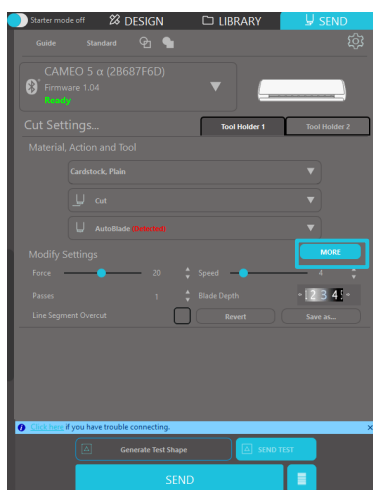 Starter mode off DESIGN LIBRARY SEND
Guide Standard
CAMEO 5 α (2B687F6D)
Firmware 1.04
Ready
Cut Settings... Tool Holder 1 Tool Holder 2
Material, Action and Tool
Cardstock, Plain
Cut
AutoBlade (Detected)
Modify Settings MORE
Force 20 Speed 4
Passes 1 Blade Depth - 2 3 4 -
Line Segment Overcut Revert Save as...
Click here if you have trouble connecting. x
Generate Test Shape SEND TEST
SEND